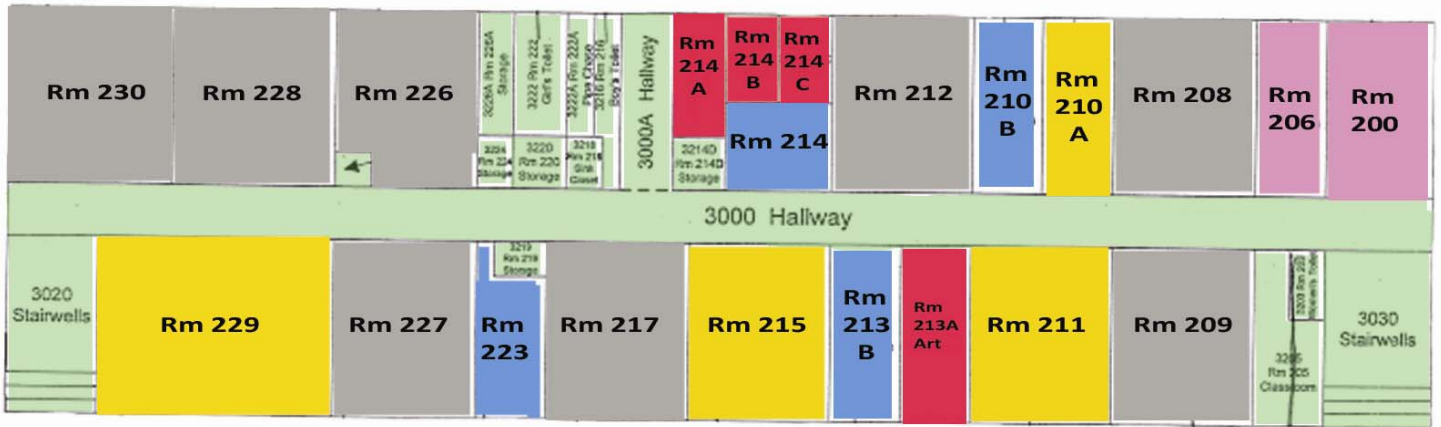 Rm 230
Rm 228
Rm 226
3226A Rm 226A
Storage
3222 Rm 222
Girl's Toilet
3222A Rm 222A
Pipe Chase
3216 Rm 216
Boy's Toilet
3224
Rm 224
Storage
3220
Rm 220
Storage
3218
Rm 218
Sink
Closet
3000A Hallway
Rm
214
A
3214D
Rm 214D
Storage
Rm
214
B
Rm
214
C
Rm 214
Rm 212
Rm
210
B
Rm
210
A
Rm 208
Rm
206
Rm
200
3000 Hallway
3020
Stairwells
Rm 229
Rm 227
3219
Rm 219
Storage
Rm
223
Rm 217
Rm 215
Rm
213
B
Rm
213A
Art
Rm 211
Rm 209
3205
Rm 205
Classroom
3030
Stairwells